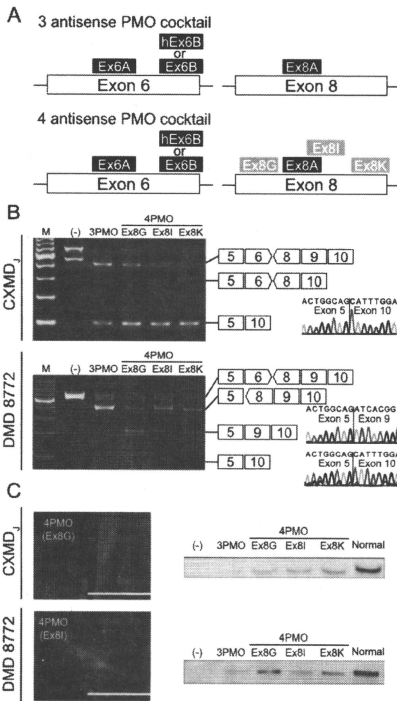 A
3 antisense PMO cocktail
hEx6B
or
Ex6A Ex6B Ex8A
Exon 6 Exon 8
4 antisense PMO cocktail
hEx6B
or
Ex8I
Ex6A Ex6B Ex8G Ex8A Ex8K
Exon 6 Exon 8
B
4PMO
M (-) 3PMO Ex8G Ex8I Ex8K
CXMDJ
5 6 8 9 10
5 6 8 10
5 10
ACTGGCAGCATTTGGA
Exon 5 Exon 10
4PMO
M (-) 3PMO Ex8G Ex8I Ex8K
DMD 8772
5 6 8 9 10
5 8 9 10
5 9 10
5 10
ACTGGCAGATCACGG
Exon 5 Exon 9
ACTGGCAGCATTTGGA
Exon 5 Exon 10
C
CXMDJ
4PMO
(Ex8G)
4PMO
(-) 3PMO Ex8G Ex8I Ex8K Normal
DMD 8772
4PMO
(Ex8I)
4PMO
(-) 3PMO Ex8G Ex8I Ex8K Normal